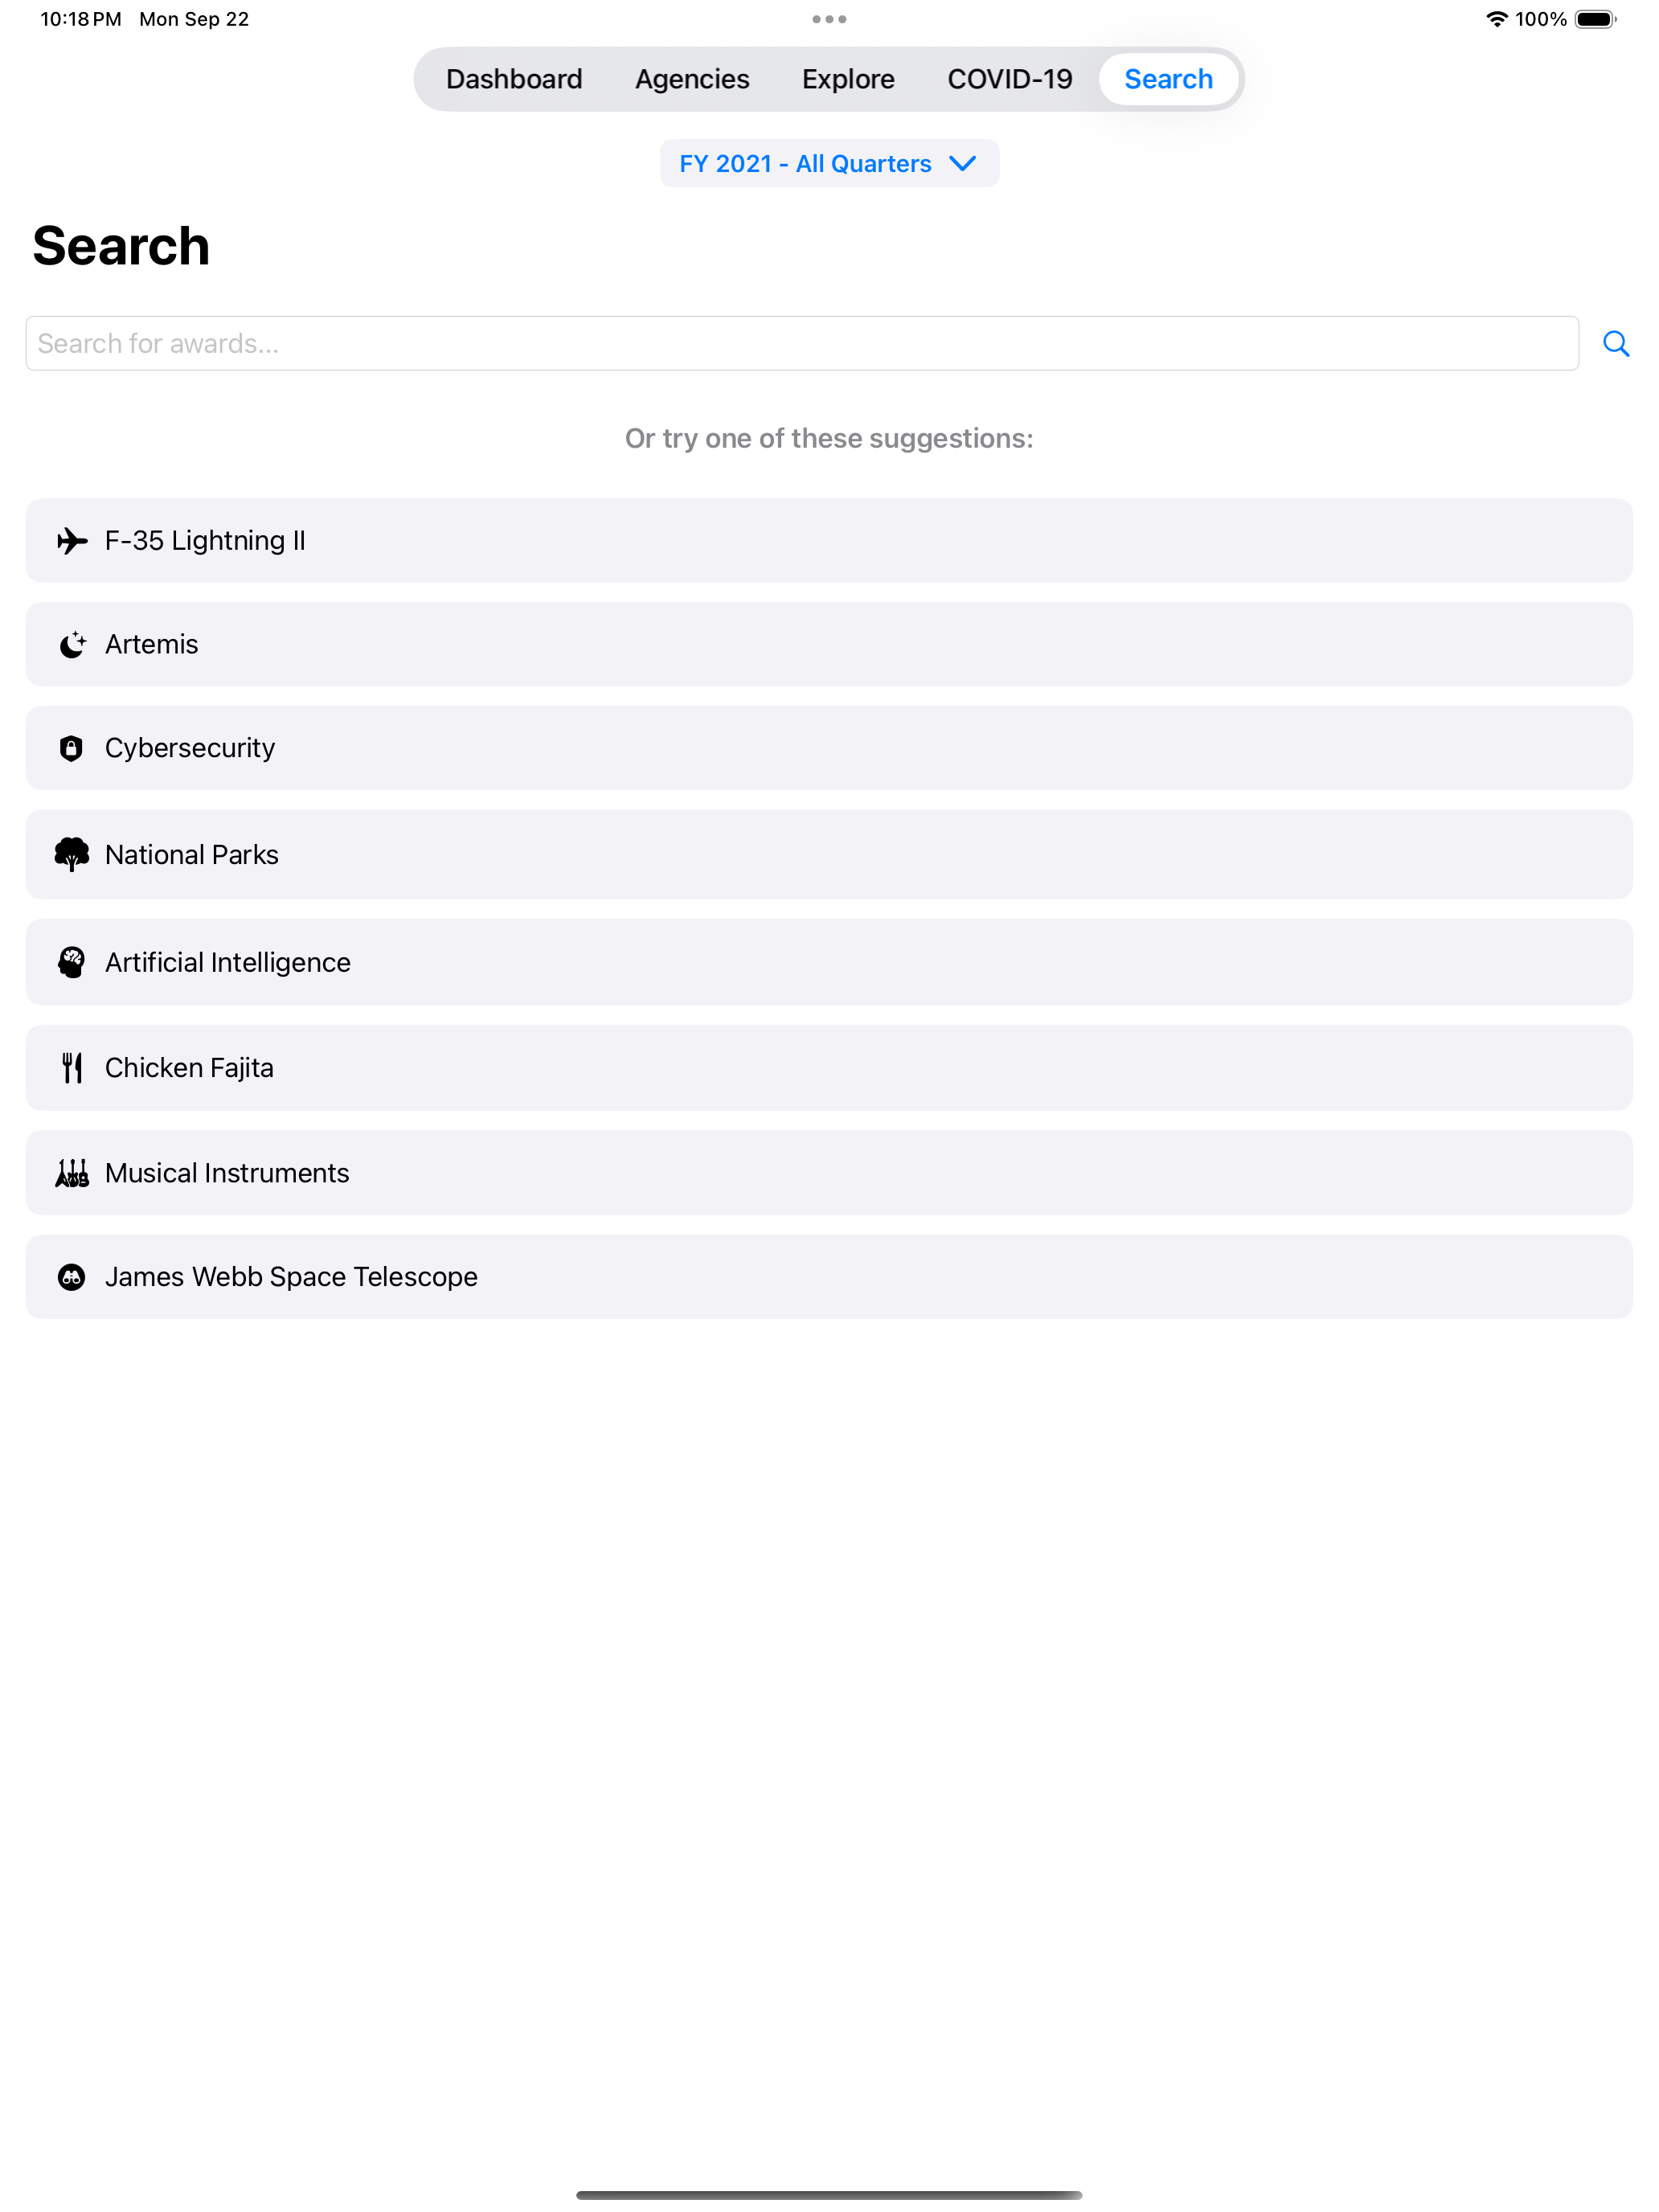 10:18 PM Mon Sep 22
100%
Dashboard Agencies Explore COVID-19 Search
FY 2021 - All Quarters
Search
Search for awards...
Or try one of these suggestions:
F-35 Lightning II
Artemis
Cybersecurity
National Parks
Artificial Intelligence
Chicken Fajita
Musical Instruments
James Webb Space Telescope